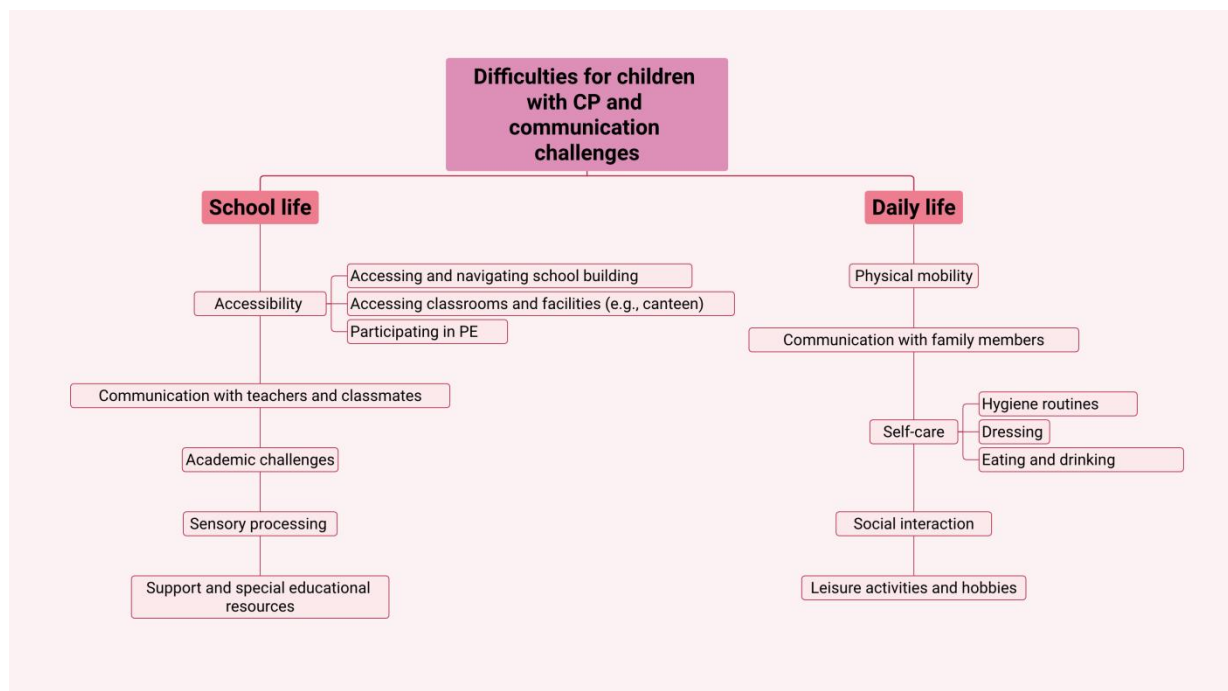 Difficulties for children
with CP and
communication
challenges
School life
Accessibility
Accessing and navigating school building
Accessing classrooms and facilities (e.g., canteen)
Participating in PE
Communication with teachers and classmates
Academic challenges
Sensory processing
Support and special educational
resources
Daily life
Physical mobility
Communication with family members
Self-care
Hygiene routines
Dressing
Eating and drinking
Social interaction
Leisure activities and hobbies